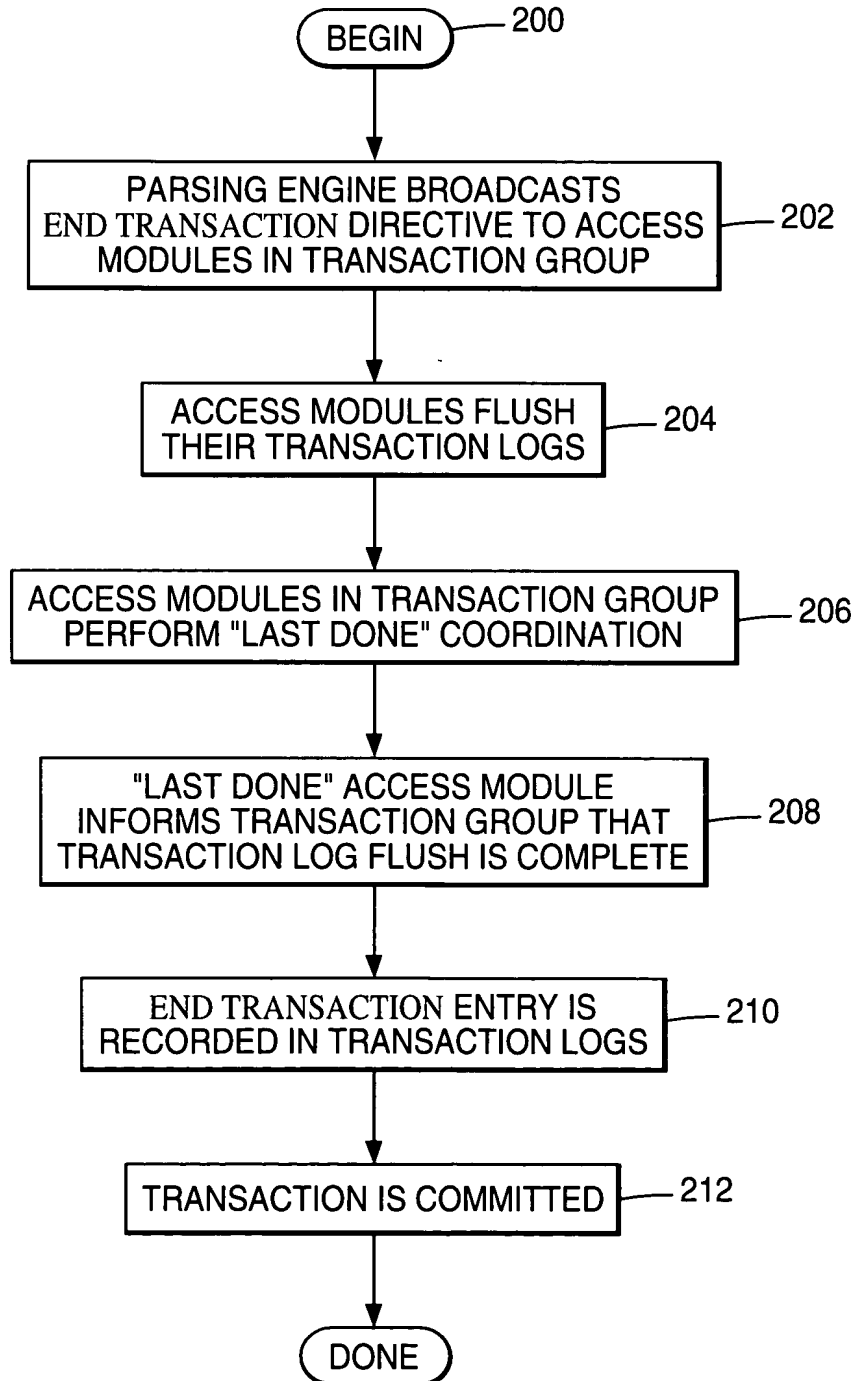 BEGIN
200
PARSING ENGINE BROADCASTS
END TRANSACTION DIRECTIVE TO ACCESS
MODULES IN TRANSACTION GROUP
202
ACCESS MODULES FLUSH
THEIR TRANSACTION LOGS
204
ACCESS MODULES IN TRANSACTION GROUP
PERFORM "LAST DONE" COORDINATION
206
"LAST DONE" ACCESS MODULE
INFORMS TRANSACTION GROUP THAT
TRANSACTION LOG FLUSH IS COMPLETE
208
END TRANSACTION ENTRY IS
RECORDED IN TRANSACTION LOGS
210
TRANSACTION IS COMMITTED
212
DONE